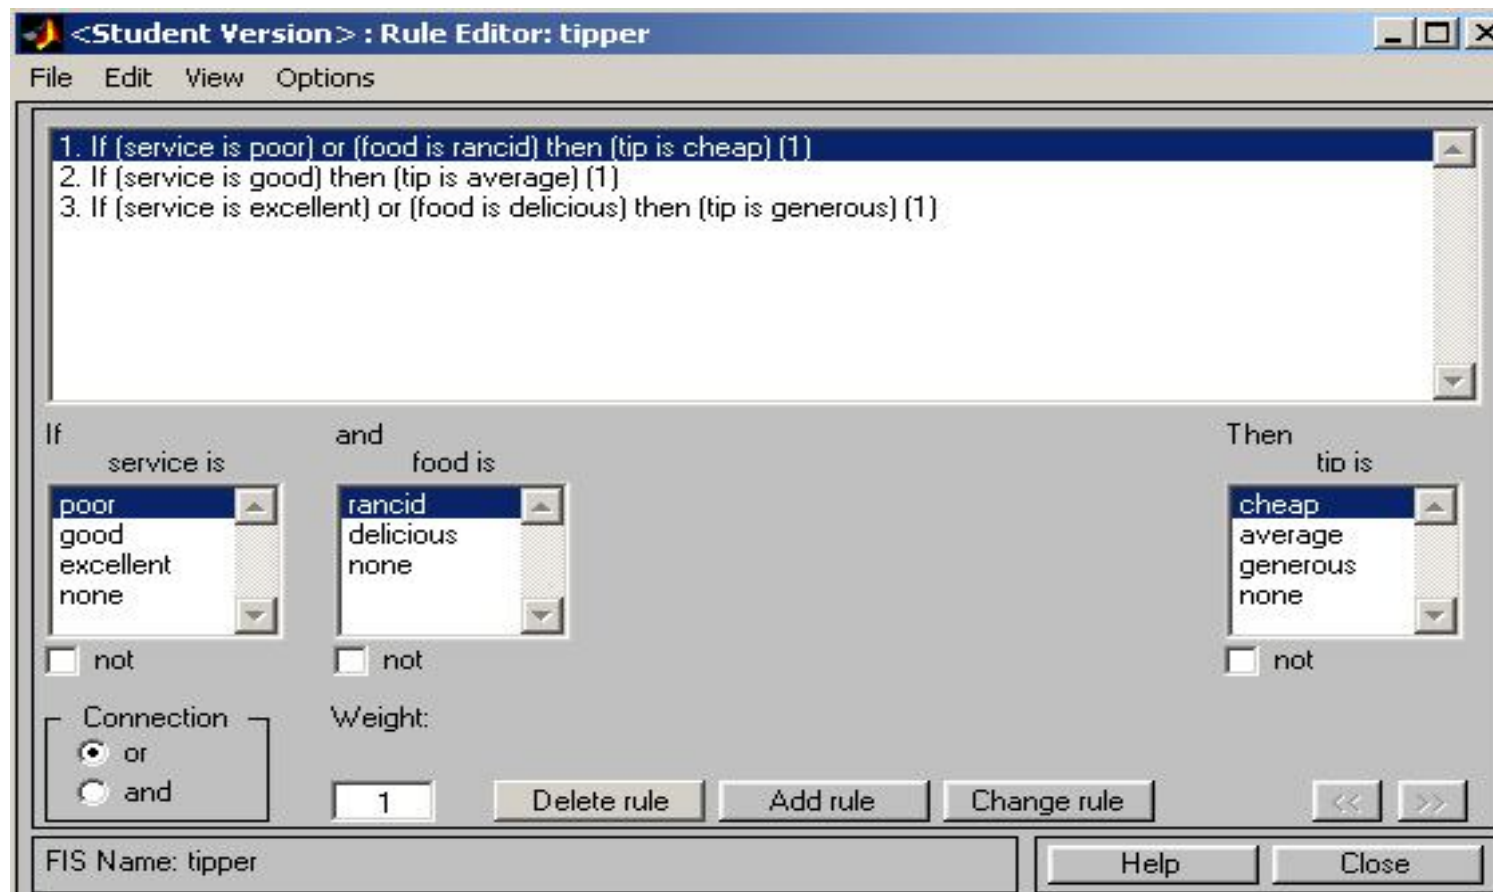 <Student Version> : Rule Editor: tipper
File Edit View Options
1. If (service is poor) or (food is rancid) then (tip is cheap) (1)
2. If (service is good) then (tip is average) (1)
3. If (service is excellent) or (food is delicious) then (tip is generous) (1)
If and Then
service is food is tip is
poor rancid cheap
good delicious average
excellent none generous
none none
not not not
Connection Weight:
or
and 1 Delete rule Add rule Change rule << >>
FIS Name: tipper Help Close